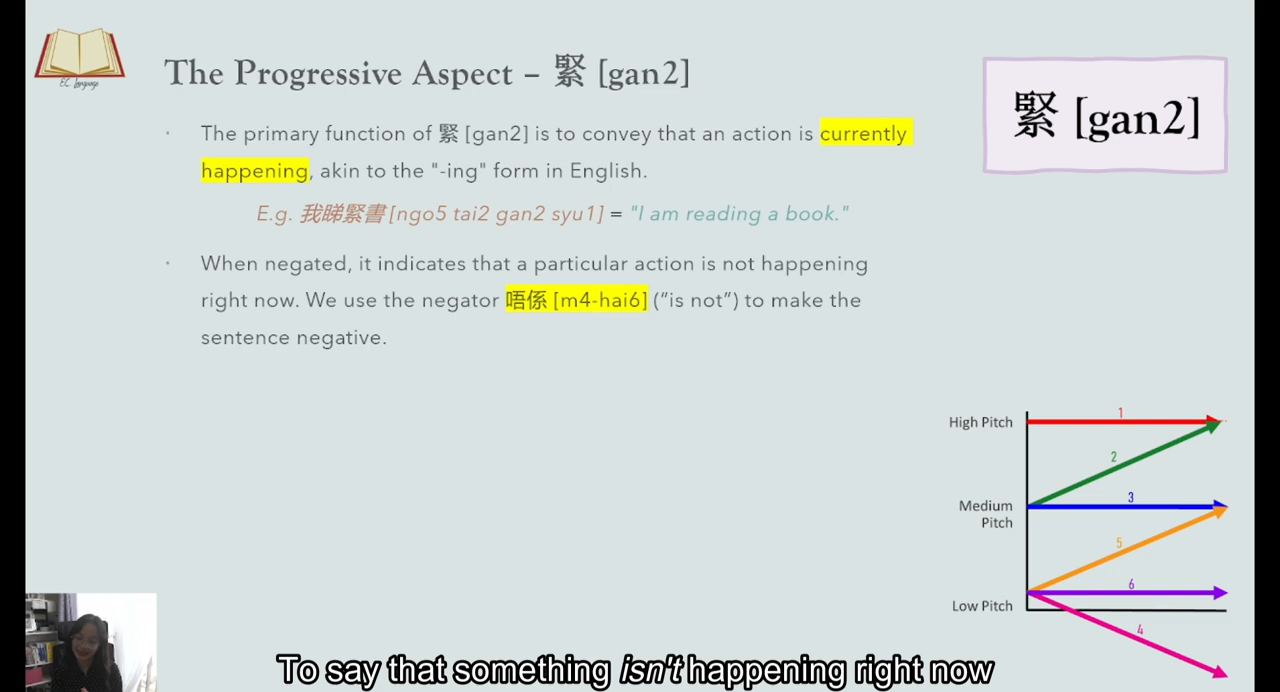 EC Language
The Progressive Aspect – 緊 [gan2]
緊 [gan2]
· The primary function of 緊 [gan2] is to convey that an action is currently
happening, akin to the "-ing" form in English.
E.g. 我睇緊書 [ngo5 tai2 gan2 syu1] = "I am reading a book."
· When negated, it indicates that a particular action is not happening
right now. We use the negator 唔係 [m4-hai6] (“is not”) to make the
sentence negative.
High Pitch
1
2
Medium
Pitch
3
5
Low Pitch
6
4
To say that something isn't happening right now